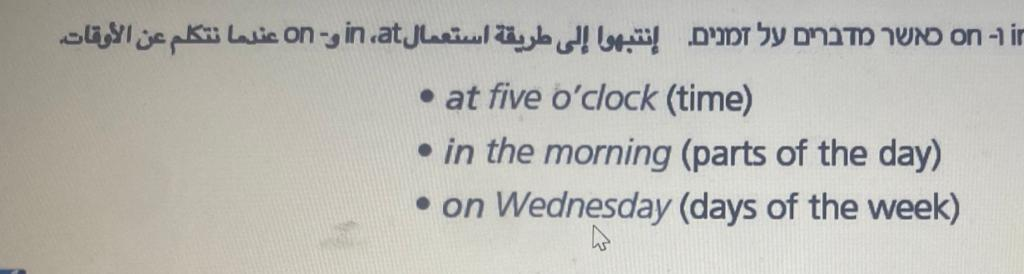 in ו- on כאשר מדברים על זמנים. إنتبهوا إلى طريقة استعمال at، in و- on عندما نتكلم عن الأوقات.
• at five o'clock (time)
• in the morning (parts of the day)
• on Wednesday (days of the week)